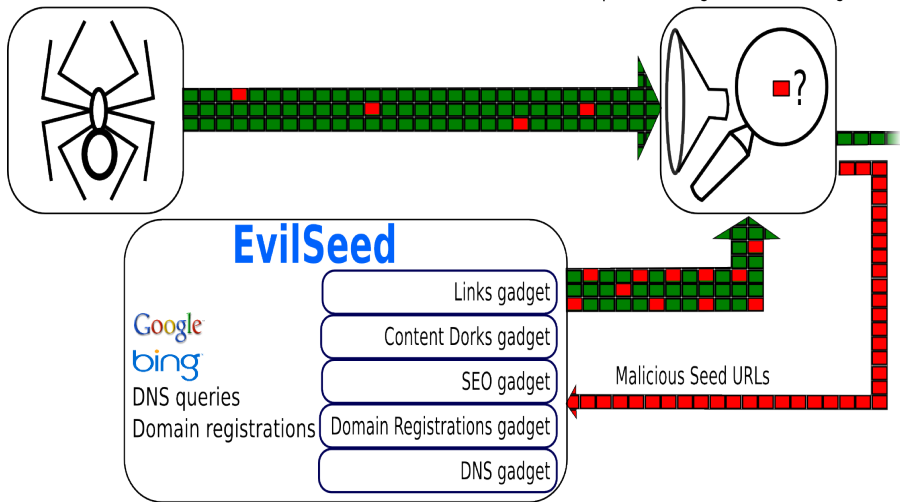 ?
EvilSeed
Links gadget
Google
Content Dorks gadget
bing
SEO gadget
Malicious Seed URLs
DNS queries
Domain registrations
Domain Registrations gadget
DNS gadget